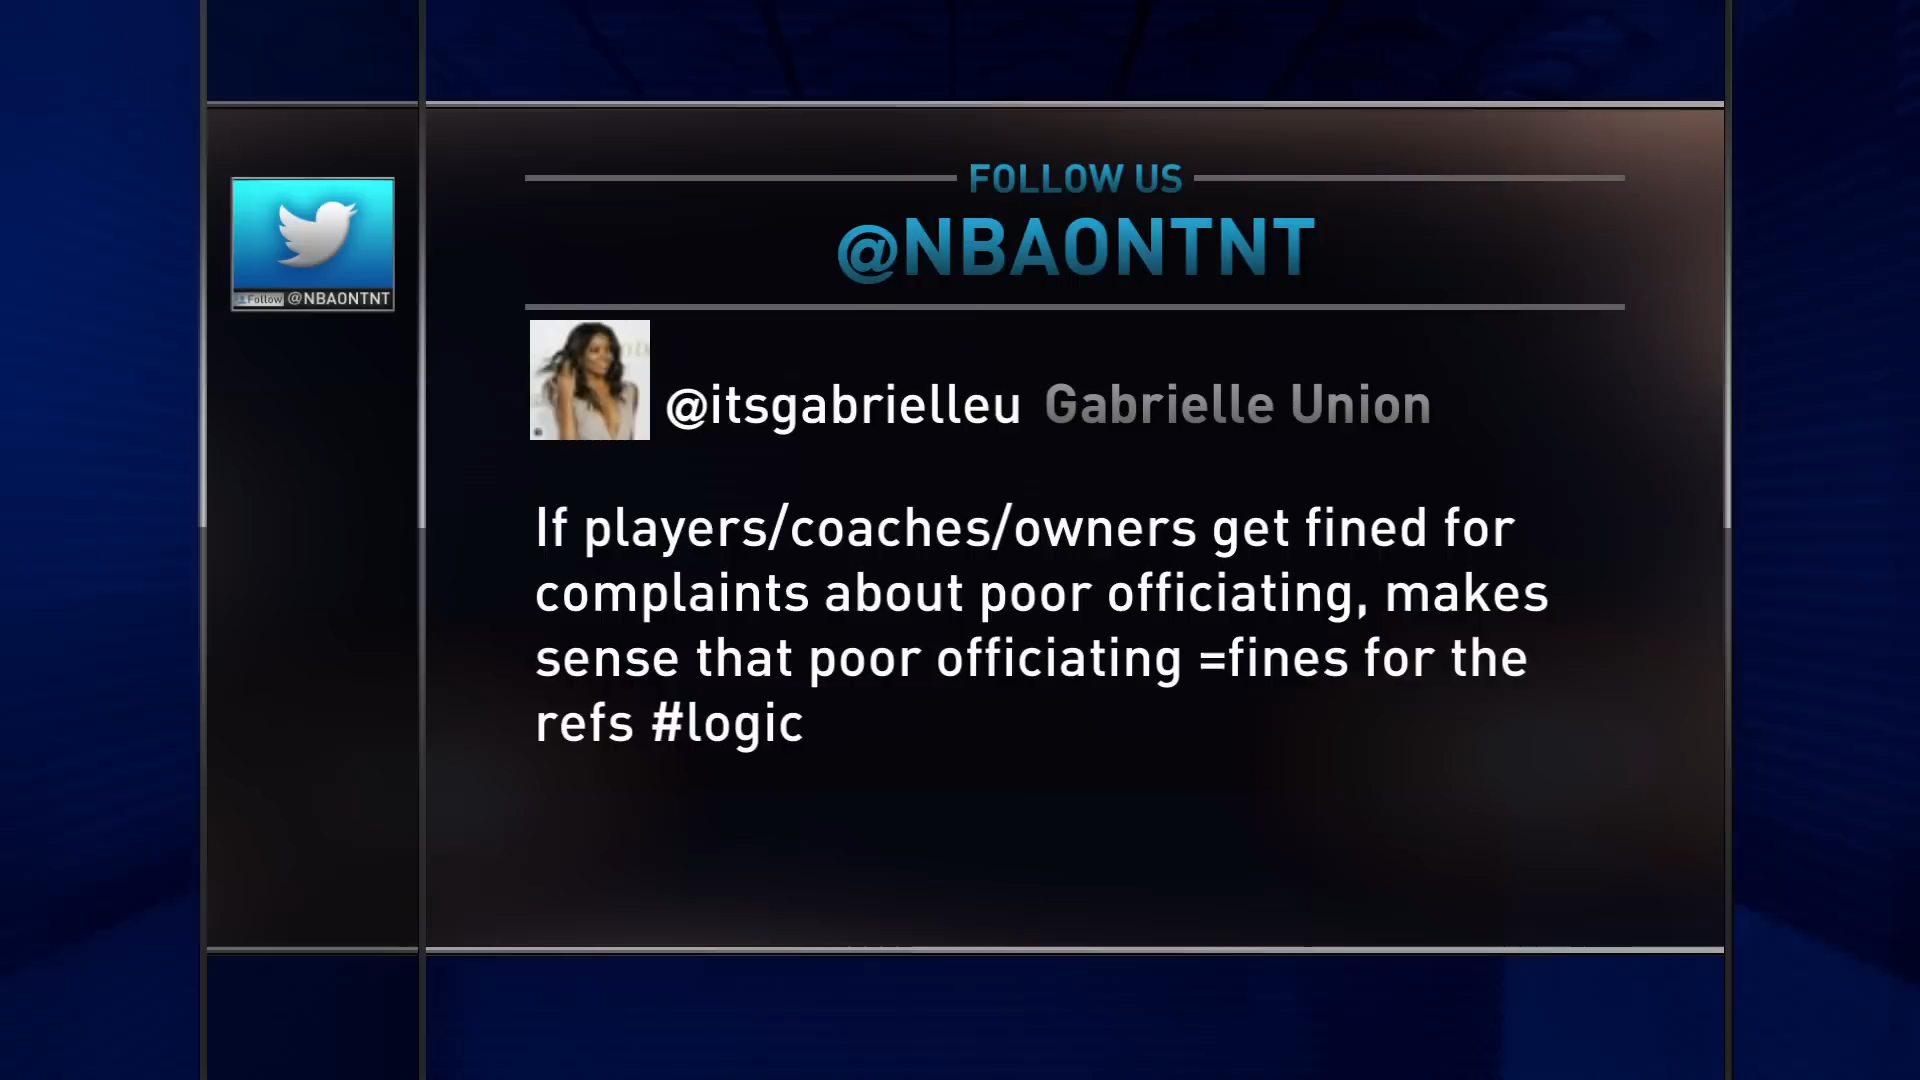 FOLLOW US
@NBAONTNT
Follow @NBAONTNT
@itsgabrielleu Gabrielle Union
If players/coaches/owners get fined for
complaints about poor officiating, makes
sense that poor officiating =fines for the
refs #logic